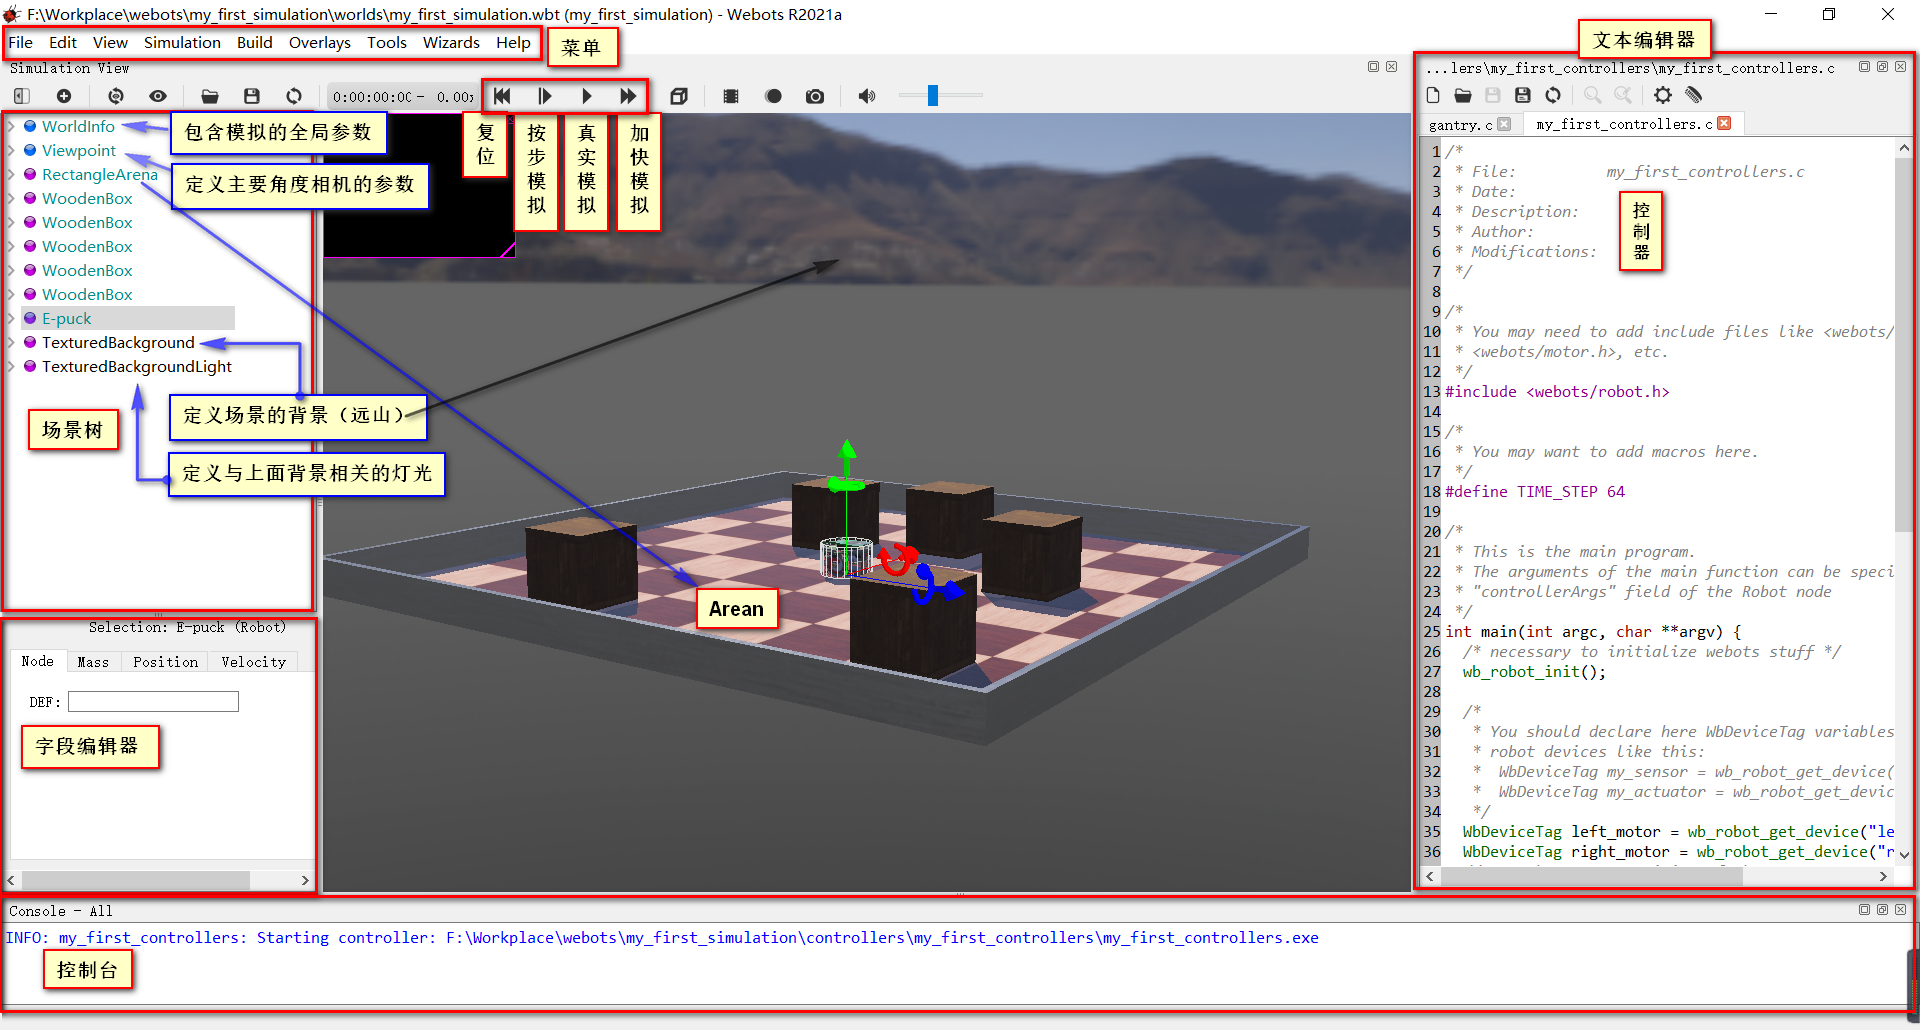 F:\Workplace\webots\my_first_simulation\worlds\my_first_simulation.wbt (my_first_simulation) - Webots R2021a
File Edit View Simulation Build Overlays Tools Wizards Help
菜单
文本编辑器
Simulation View
0:00:00:00 - 0.00x
复位
按步模拟
真实模拟
加快模拟
WorldInfo
包含模拟的全局参数
Viewpoint
定义主要角度相机的参数
RectangleArena
WoodenBox
WoodenBox
WoodenBox
WoodenBox
WoodenBox
E-puck
TexturedBackground
TexturedBackgroundLight
定义场景的背景（远山）
场景树
定义与上面背景相关的灯光
Arean
Selection: E-puck (Robot)
Node Mass Position Velocity
DEF:
字段编辑器
...lers\my_first_controllers\my_first_controllers.c
gantry.c my_first_controllers.c
1 /*
2 * File: my_first_controllers.c
3 * Date:
4 * Description:
5 * Author:
6 * Modifications:
7 */
8
9 /*
10 * You may need to add include files like <webots/
11 * <webots/motor.h>, etc.
12 */
13 #include <webots/robot.h>
14
15 /*
16 * You may want to add macros here.
17 */
18 #define TIME_STEP 64
19
20 /*
21 * This is the main program.
22 * The arguments of the main function can be speci
23 * "controllerArgs" field of the Robot node
24 */
25 int main(int argc, char **argv) {
26 /* necessary to initialize webots stuff */
27 wb_robot_init();
28
29 /*
30 * You should declare here WbDeviceTag variables
31 * robot devices like this:
32 * WbDeviceTag my_sensor = wb_robot_get_device(
33 * WbDeviceTag my_actuator = wb_robot_get_devic
34 */
35 WbDeviceTag left_motor = wb_robot_get_device("le
36 WbDeviceTag right_motor = wb_robot_get_device("r
控制器
Console - All
INFO: my_first_controllers: Starting controller: F:\Workplace\webots\my_first_simulation\controllers\my_first_controllers\my_first_controllers.exe
控制台